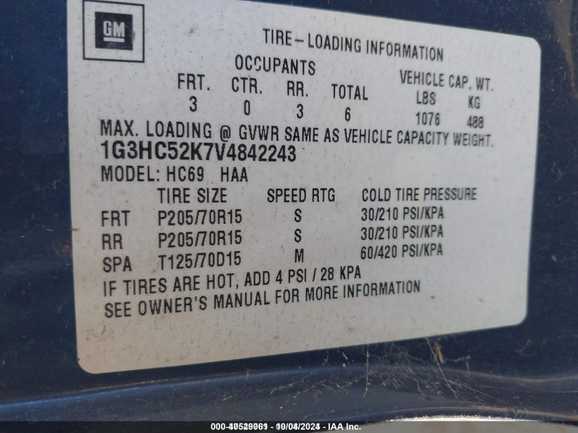 GM
TIRE-LOADING INFORMATION
OCCUPANTS VEHICLE CAP. WT.
FRT. CTR. RR. TOTAL LBS KG
3 0 3 6 1076 488
MAX. LOADING @ GVWR SAME AS VEHICLE CAPACITY WEIGHT.
1G3HC52K7V4842243
MODEL: HC69 HAA
TIRE SIZE SPEED RTG COLD TIRE PRESSURE
FRT P205/70R15 S 30/210 PSI/KPA
RR P205/70R15 S 30/210 PSI/KPA
SPA T125/70D15 M 60/420 PSI/KPA
IF TIRES ARE HOT, ADD 4 PSI / 28 KPA
SEE OWNER'S MANUAL FOR MORE INFORMATION
IAA Inc.